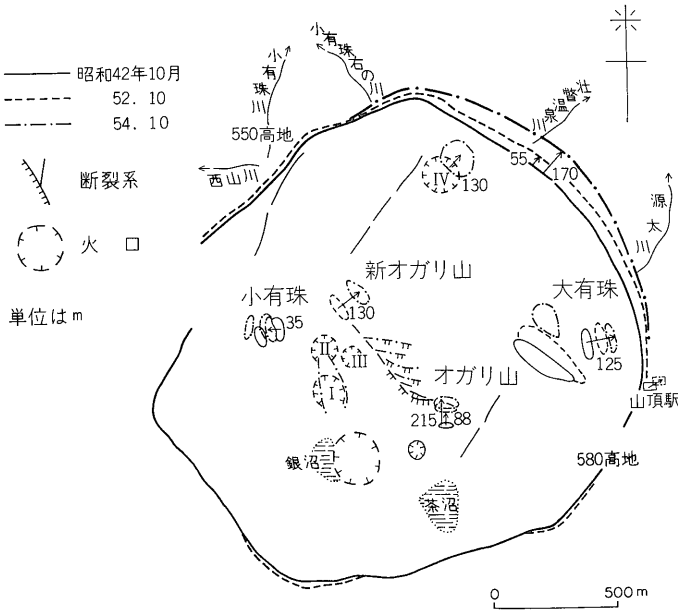 昭和42年10月
52.10
54.10
断裂系
火 口
単位はm
小有珠川
小有珠右の川
壮瞥温泉川
源太川
西山川
550高地
55
170
IV
130
新オガリ山
130
小有珠
35
大有珠
125
II
III
I
オガリ山
215
88
山頂駅
580高地
銀沼
茶沼
0 500m